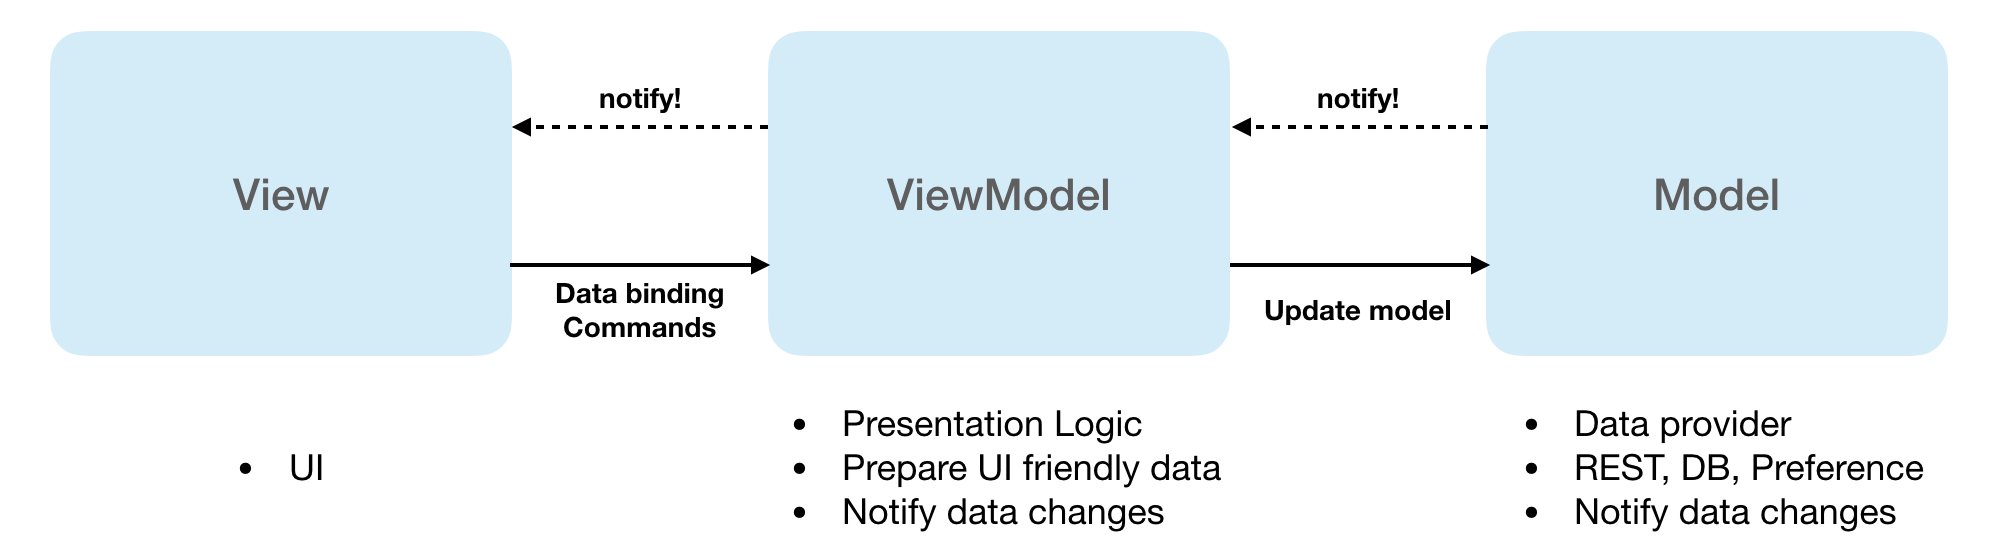 notify!
notify!
View
ViewModel
Model
Data binding
Commands
Update model
• UI
• Presentation Logic
• Prepare UI friendly data
• Notify data changes
• Data provider
• REST, DB, Preference
• Notify data changes